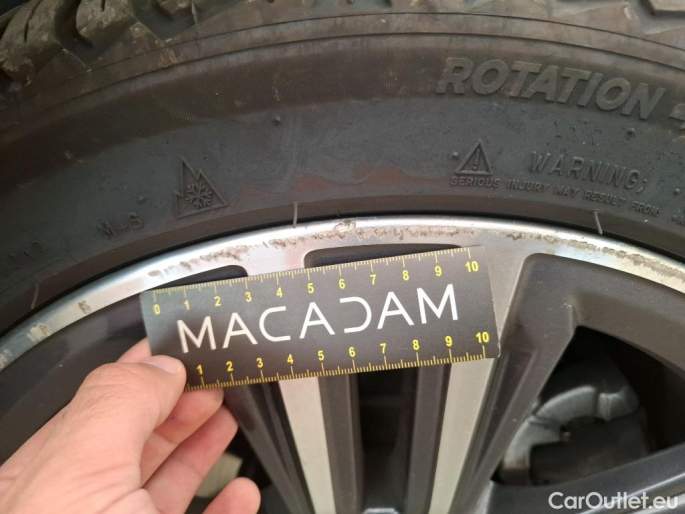 ROTATION
WARNING:
SERIOUS INJURY MAY RESULT FROM
M+S
0 1 2 3 4 5 6 7 8 9 10
MACADAM
1 2 3 4 5 6 7 8 9 10
CarOutlet.eu